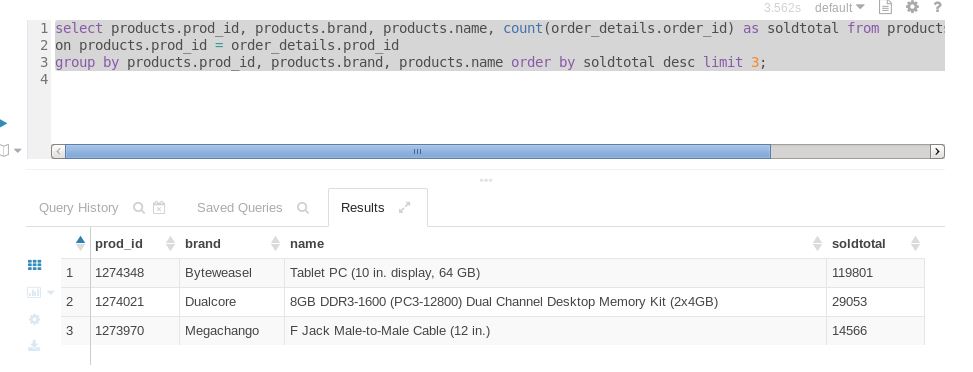 3.562s default ?
1 select products.prod_id, products.brand, products.name, count(order_details.order_id) as soldtotal from products
2 on products.prod_id = order_details.prod_id
3 group by products.prod_id, products.brand, products.name order by soldtotal desc limit 3;
4
Query History Saved Queries Results
prod_id brand name soldtotal
1 1274348 Byteweasel Tablet PC (10 in. display, 64 GB) 119801
2 1274021 Dualcore 8GB DDR3-1600 (PC3-12800) Dual Channel Desktop Memory Kit (2x4GB) 29053
3 1273970 Megachango F Jack Male-to-Male Cable (12 in.) 14566